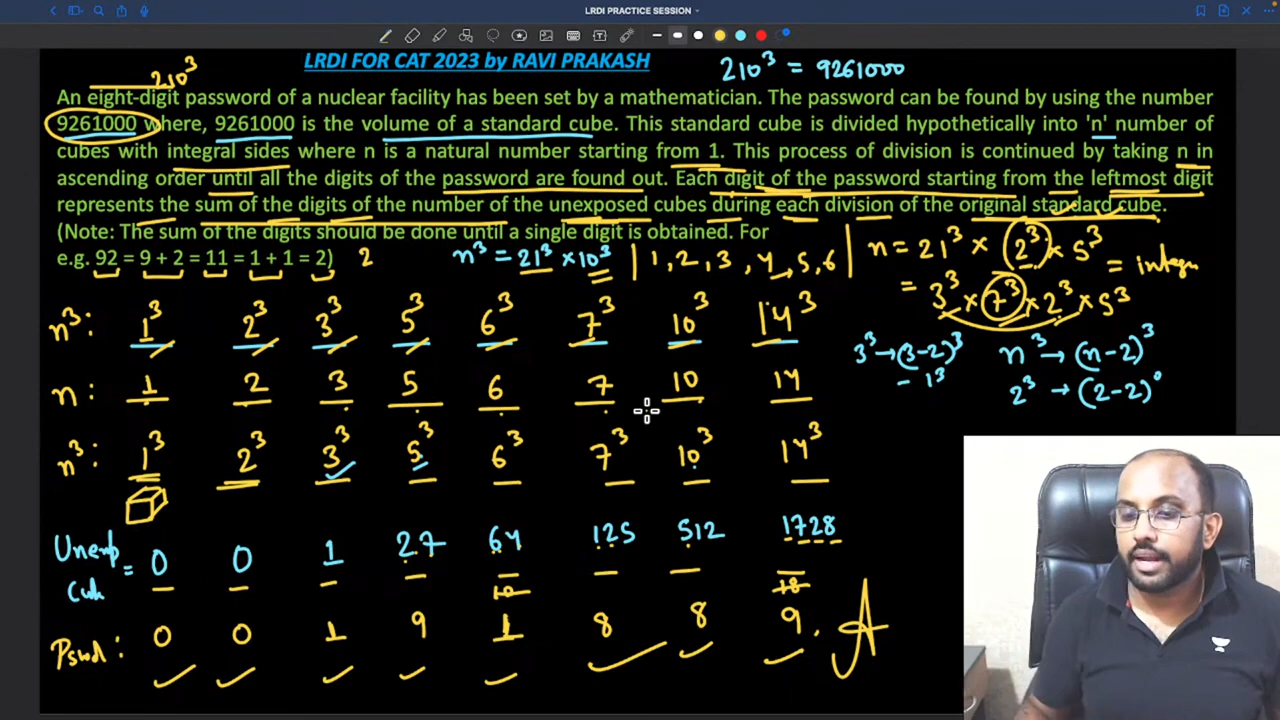 LRDI PRACTICE SESSION
LRDI FOR CAT 2023 by RAVI PRAKASH
210³
210³ = 9261000
An eight-digit password of a nuclear facility has been set by a mathematician. The password can be found by using the number
9261000 where, 9261000 is the volume of a standard cube. This standard cube is divided hypothetically into 'n' number of
cubes with integral sides where n is a natural number starting from 1. This process of division is continued by taking n in
ascending order until all the digits of the password are found out. Each digit of the password starting from the leftmost digit
represents the sum of the digits of the number of the unexposed cubes during each division of the original standard cube.
(Note: The sum of the digits should be done until a single digit is obtained. For
e.g. 92 = 9 + 2 = 11 = 1 + 1 = 2) 2
n³ = 21³ × 10³ | 1, 2, 3, 4, 5, 6 |
n = 21³ × 2³ × 5³ = integer
= 3³ × 7³ × 2³ × 5³
n³: 1³ 2³ 3³ 5³ 6³ 7³ 10³ 14³
3³ → (3-2)³
- 1³
n³ → (n-2)³
2³ → (2-2)⁰
n: 1 2 3 5 6 7 10 14
n³: 1³ 2³ 3³ 5³ 6³ 7³ 10³ 14³
Unexp
Cub = 0 0 1 27 64 125 512 1728
10 18
Pswd: 0 0 1 9 1 8 8 9. A